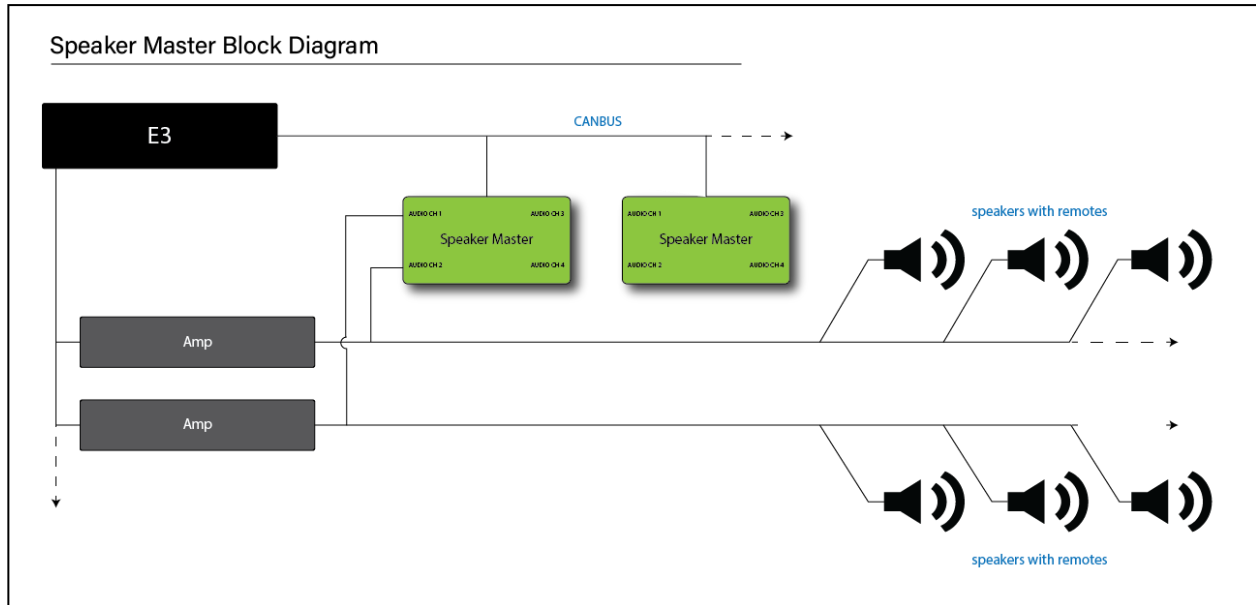 Speaker Master Block Diagram
E3
CANBUS
AUDIO CH 1
AUDIO CH 3
Speaker Master
AUDIO CH 2
AUDIO CH 4
AUDIO CH 1
AUDIO CH 3
Speaker Master
AUDIO CH 2
AUDIO CH 4
speakers with remotes
Amp
Amp
speakers with remotes